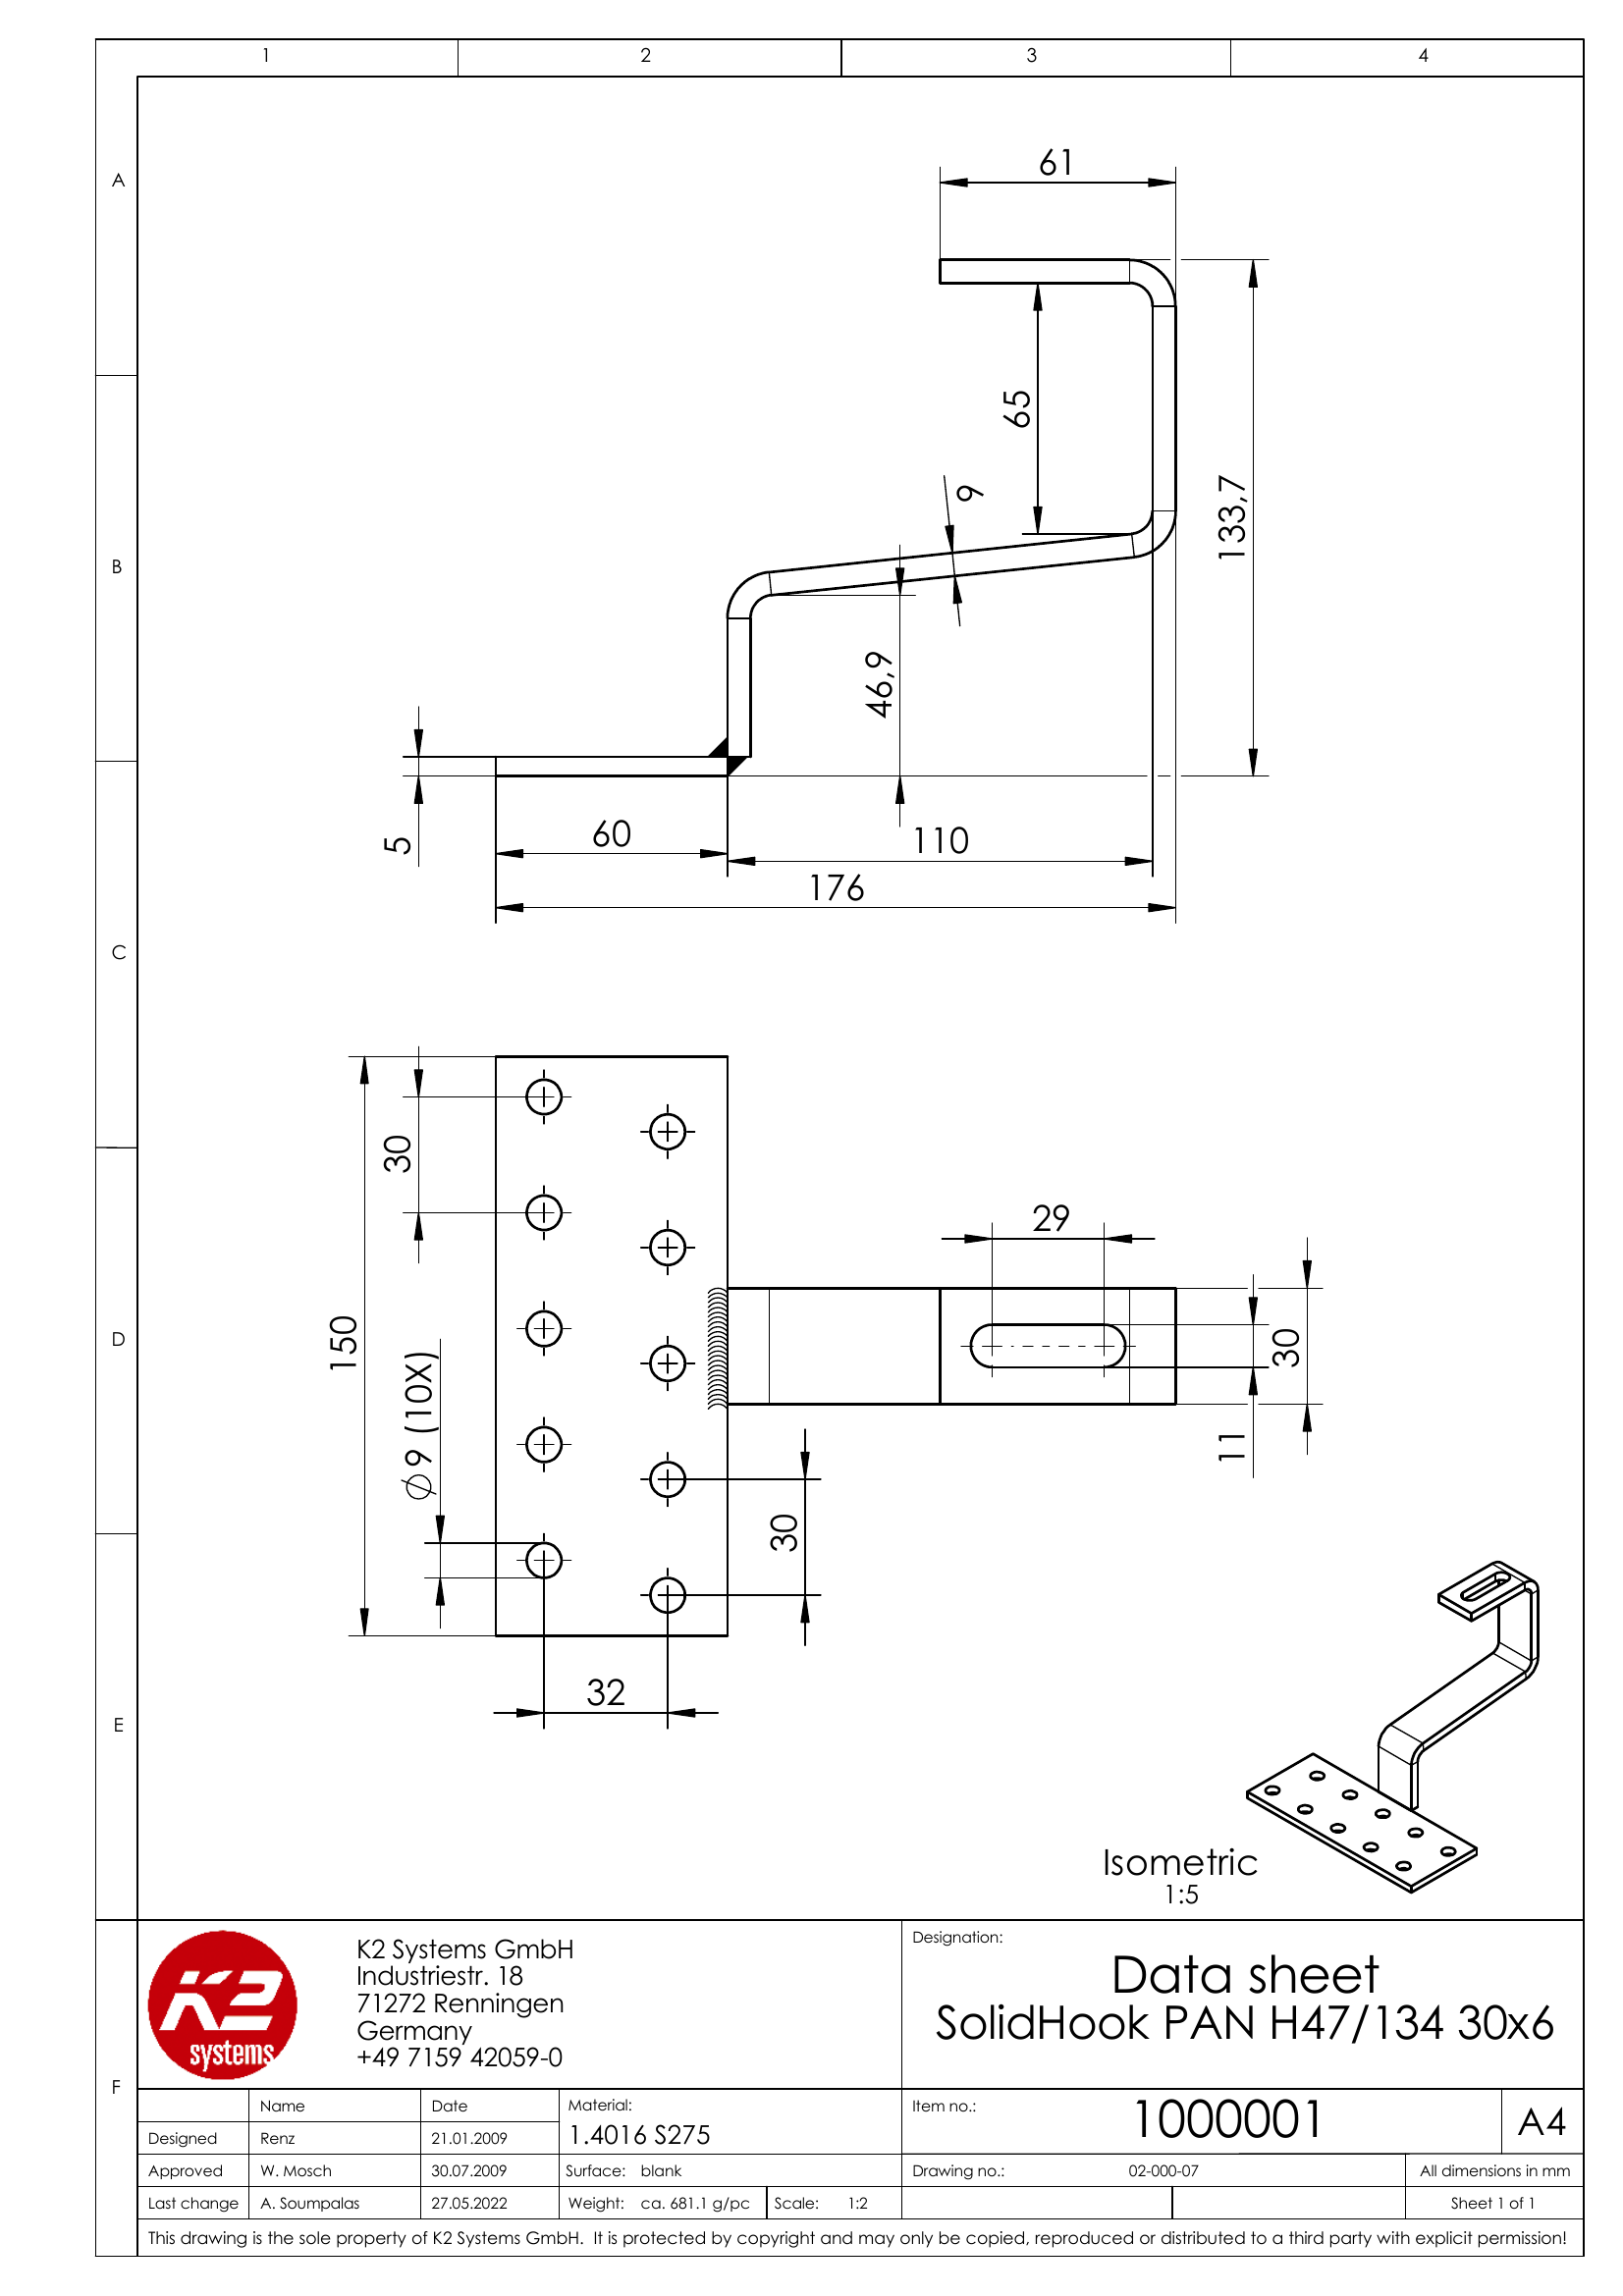 1
2
3
4
A
B
C
D
E
F
61
65
6
133,7
46,9
5
60
110
176
30
150
Ø9 (10X)
29
30
11
30
32
Isometric
1:5
K2 systems
K2 Systems GmbH
Industriestr. 18
71272 Renningen
Germany
+49 7159 42059-0
Designation:
Data sheet
SolidHook PAN H47/134 30x6
Name
Date
Material:
1.4016 S275
Item no.:
1000001
A4
Designed
Renz
21.01.2009
Approved
W. Mosch
30.07.2009
Surface: blank
Drawing no.:
02-000-07
All dimensions in mm
Last change
A. Soumpalas
27.05.2022
Weight: ca. 681.1 g/pc
Scale: 1:2
Sheet 1 of 1
This drawing is the sole property of K2 Systems GmbH. It is protected by copyright and may only be copied, reproduced or distributed to a third party with explicit permission!